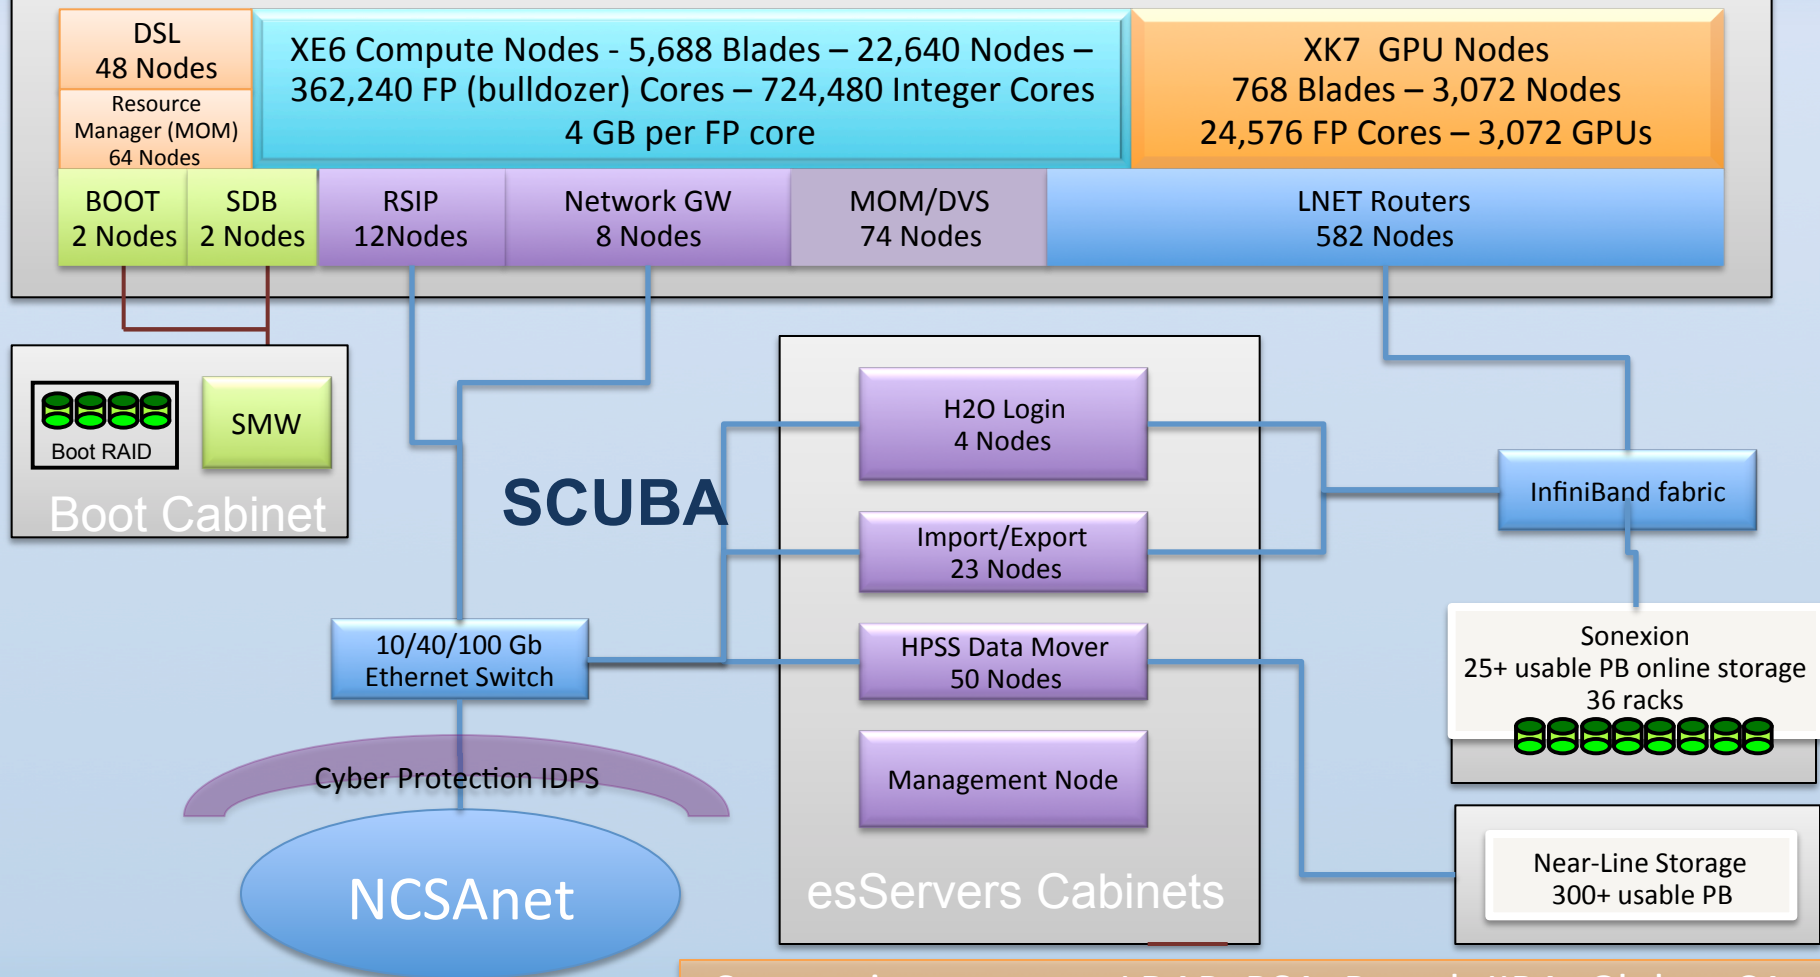 DSL
48 Nodes
Resource
Manager (MOM)
64 Nodes
XE6 Compute Nodes - 5,688 Blades – 22,640 Nodes –
362,240 FP (bulldozer) Cores – 724,480 Integer Cores
4 GB per FP core
XK7 GPU Nodes
768 Blades – 3,072 Nodes
24,576 FP Cores – 3,072 GPUs
BOOT
2 Nodes
SDB
2 Nodes
RSIP
12Nodes
Network GW
8 Nodes
MOM/DVS
74 Nodes
LNET Routers
582 Nodes
Boot RAID
SMW
Boot Cabinet
SCUBA
H2O Login
4 Nodes
Import/Export
23 Nodes
HPSS Data Mover
50 Nodes
Management Node
esServers Cabinets
InfiniBand fabric
10/40/100 Gb
Ethernet Switch
Cyber Protection IDPS
NCSAnet
Sonexion
25+ usable PB online storage
36 racks
Near-Line Storage
300+ usable PB